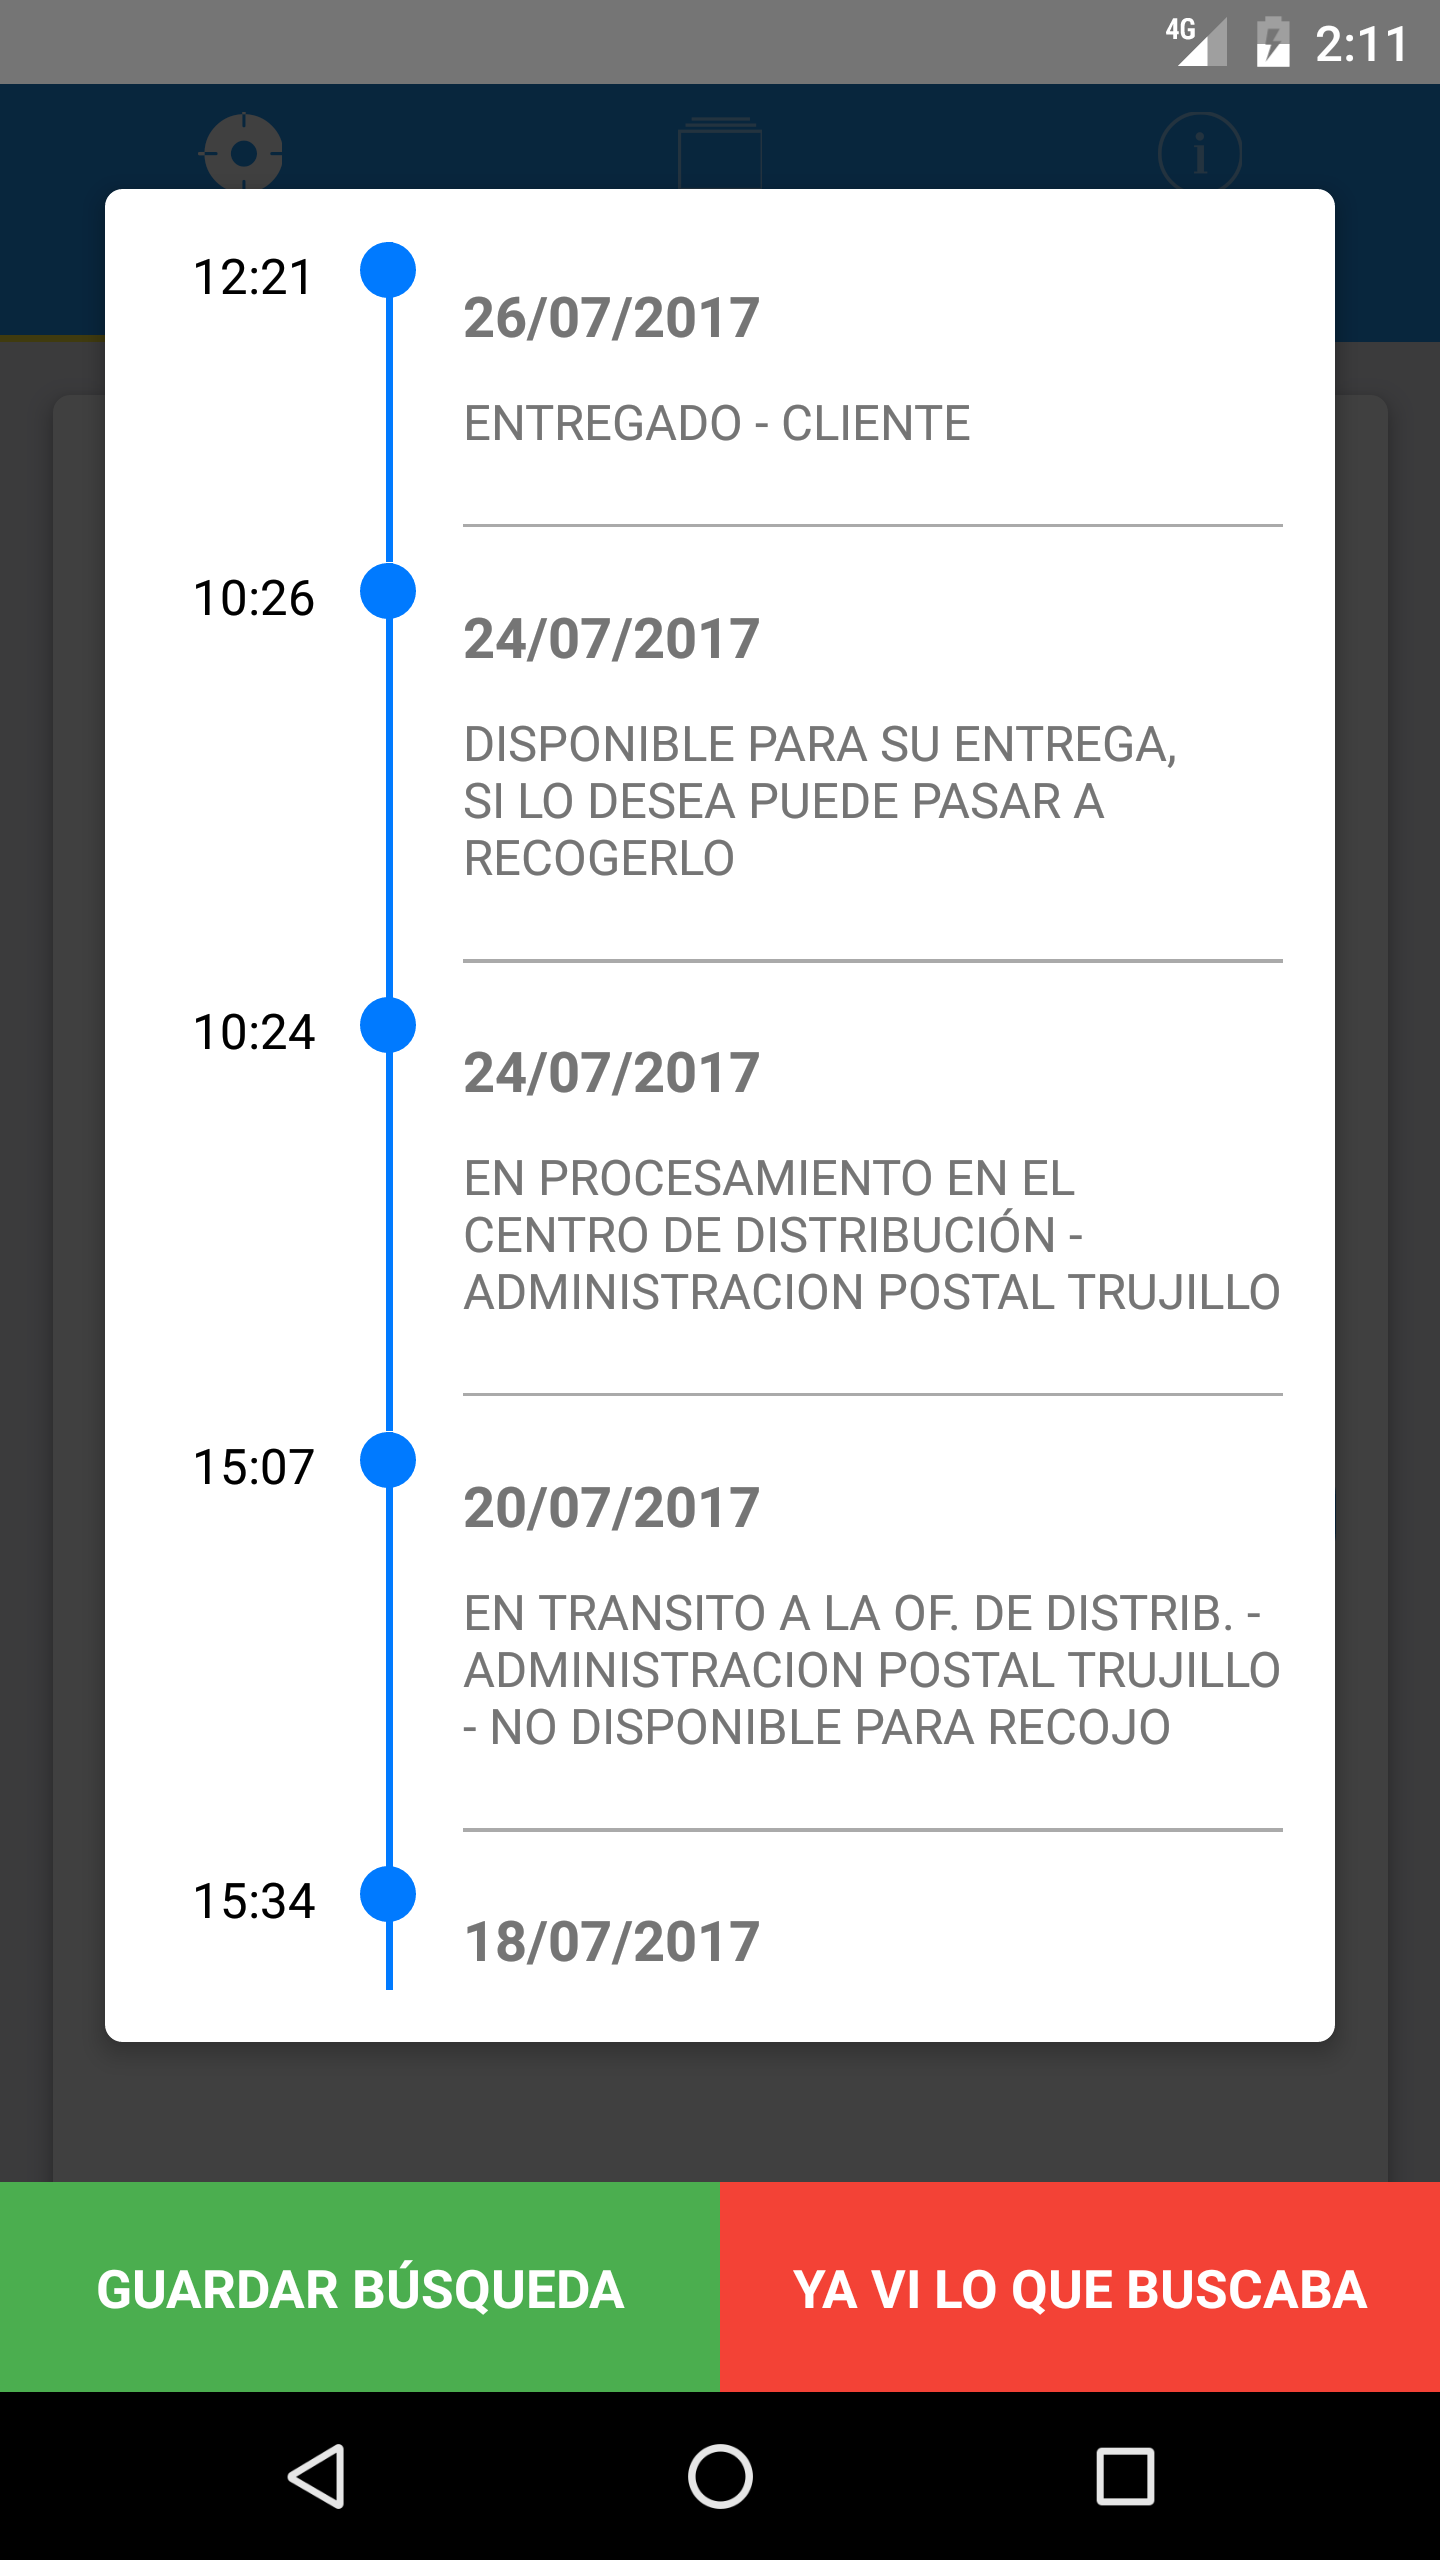 4G 2:11
12:21
26/07/2017
ENTREGADO - CLIENTE
10:26
24/07/2017
DISPONIBLE PARA SU ENTREGA,
SI LO DESEA PUEDE PASAR A
RECOGERLO
10:24
24/07/2017
EN PROCESAMIENTO EN EL
CENTRO DE DISTRIBUCIÓN -
ADMINISTRACION POSTAL TRUJILLO
15:07
20/07/2017
EN TRANSITO A LA OF. DE DISTRIB. -
ADMINISTRACION POSTAL TRUJILLO
- NO DISPONIBLE PARA RECOJO
15:34
18/07/2017
GUARDAR BÚSQUEDA
YA VI LO QUE BUSCABA